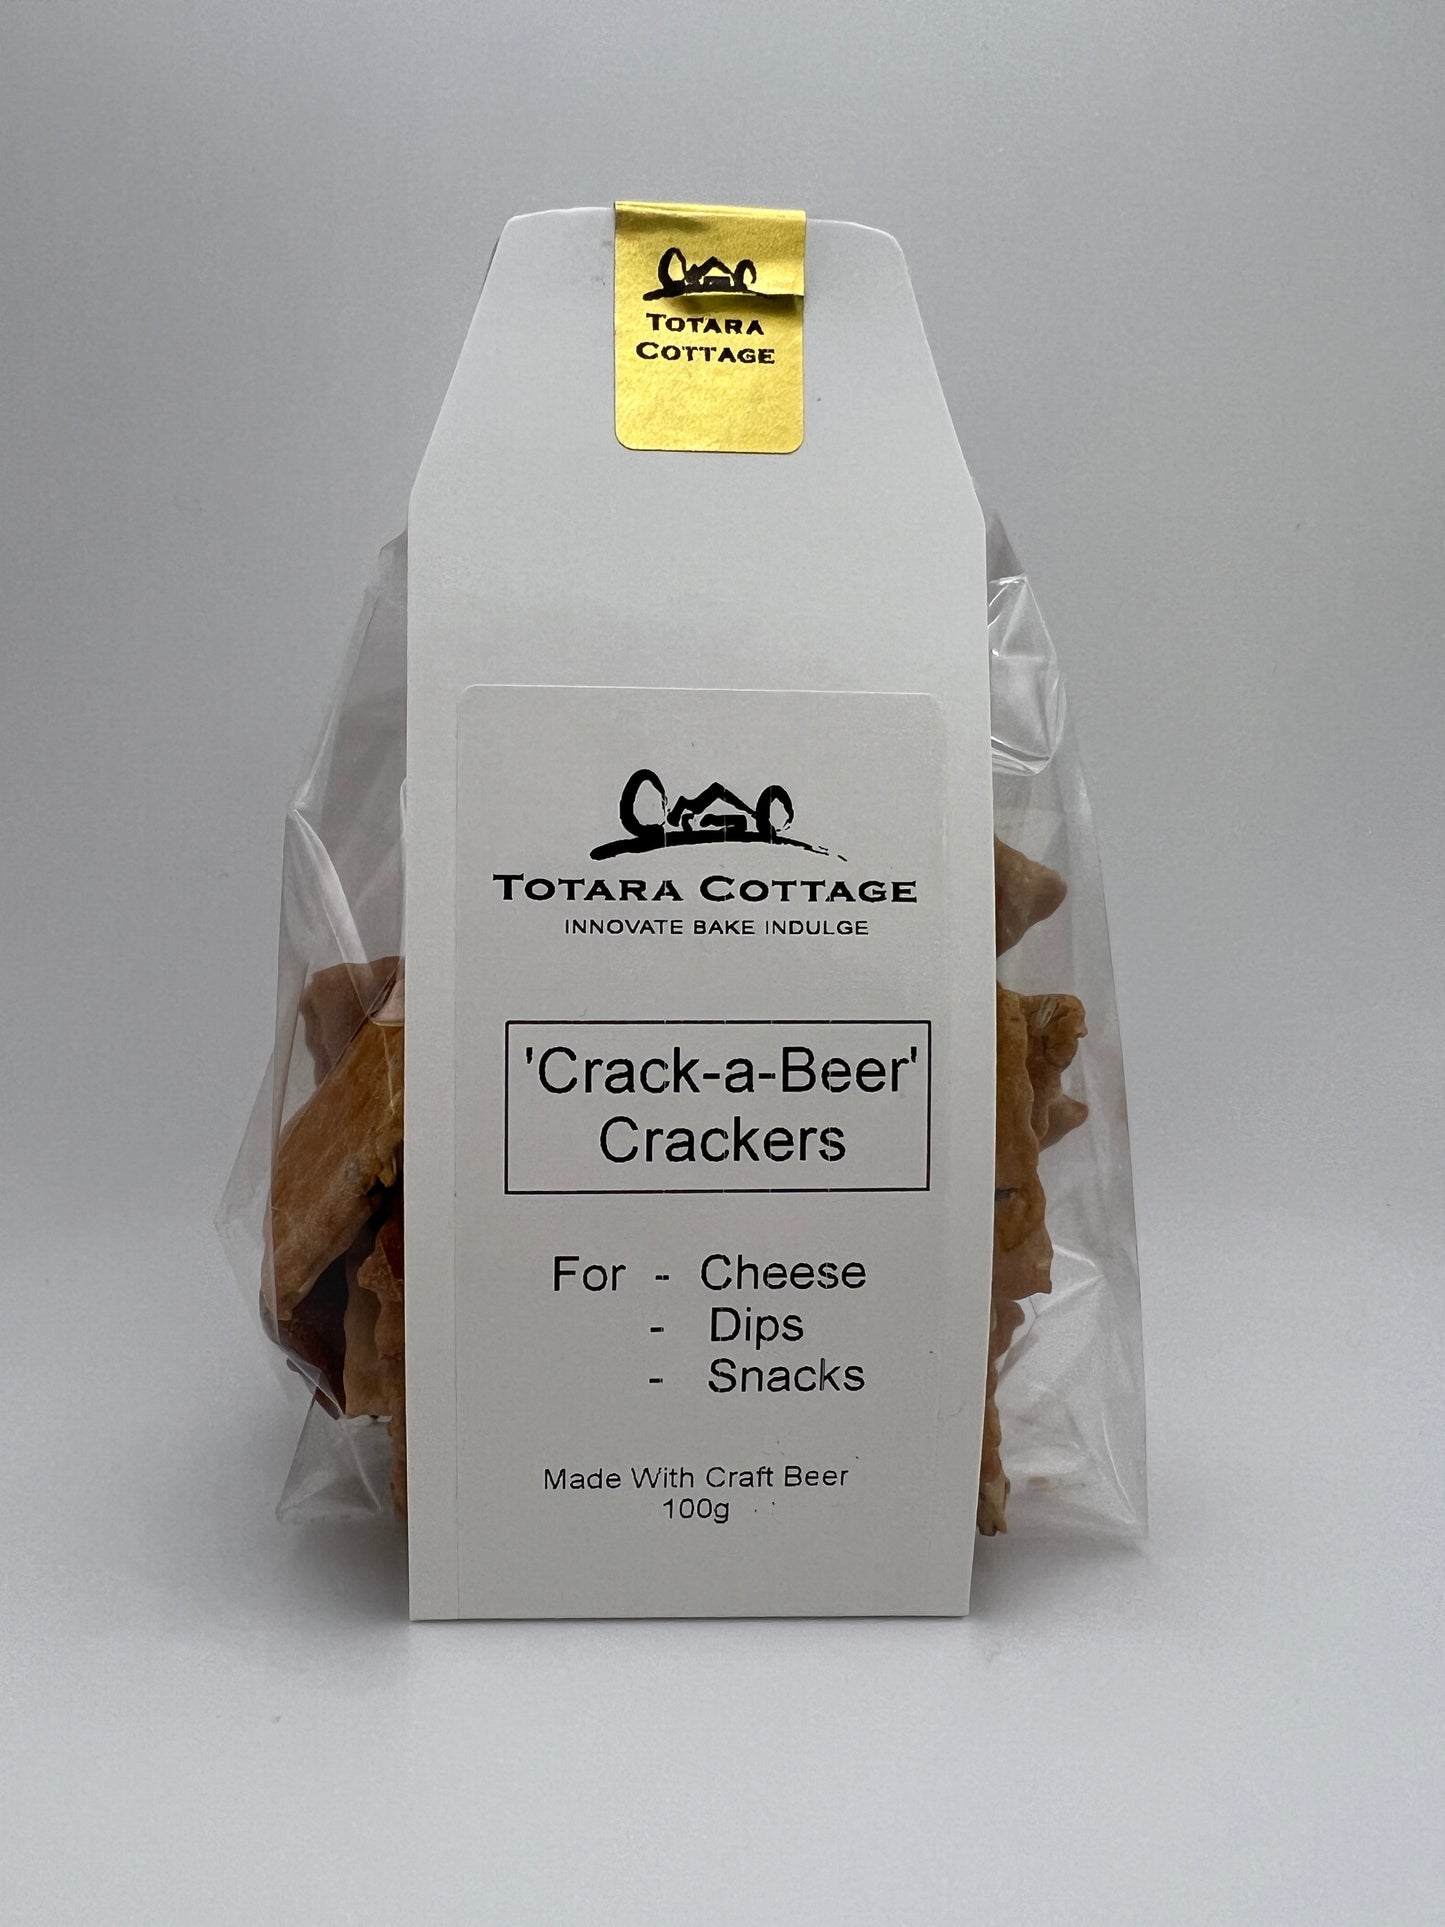 TOTARA
COTTAGE
TOTARA COTTAGE
INNOVATE BAKE INDULGE
'Crack-a-Beer'
Crackers
For - Cheese
- Dips
- Snacks
Made With Craft Beer
100g